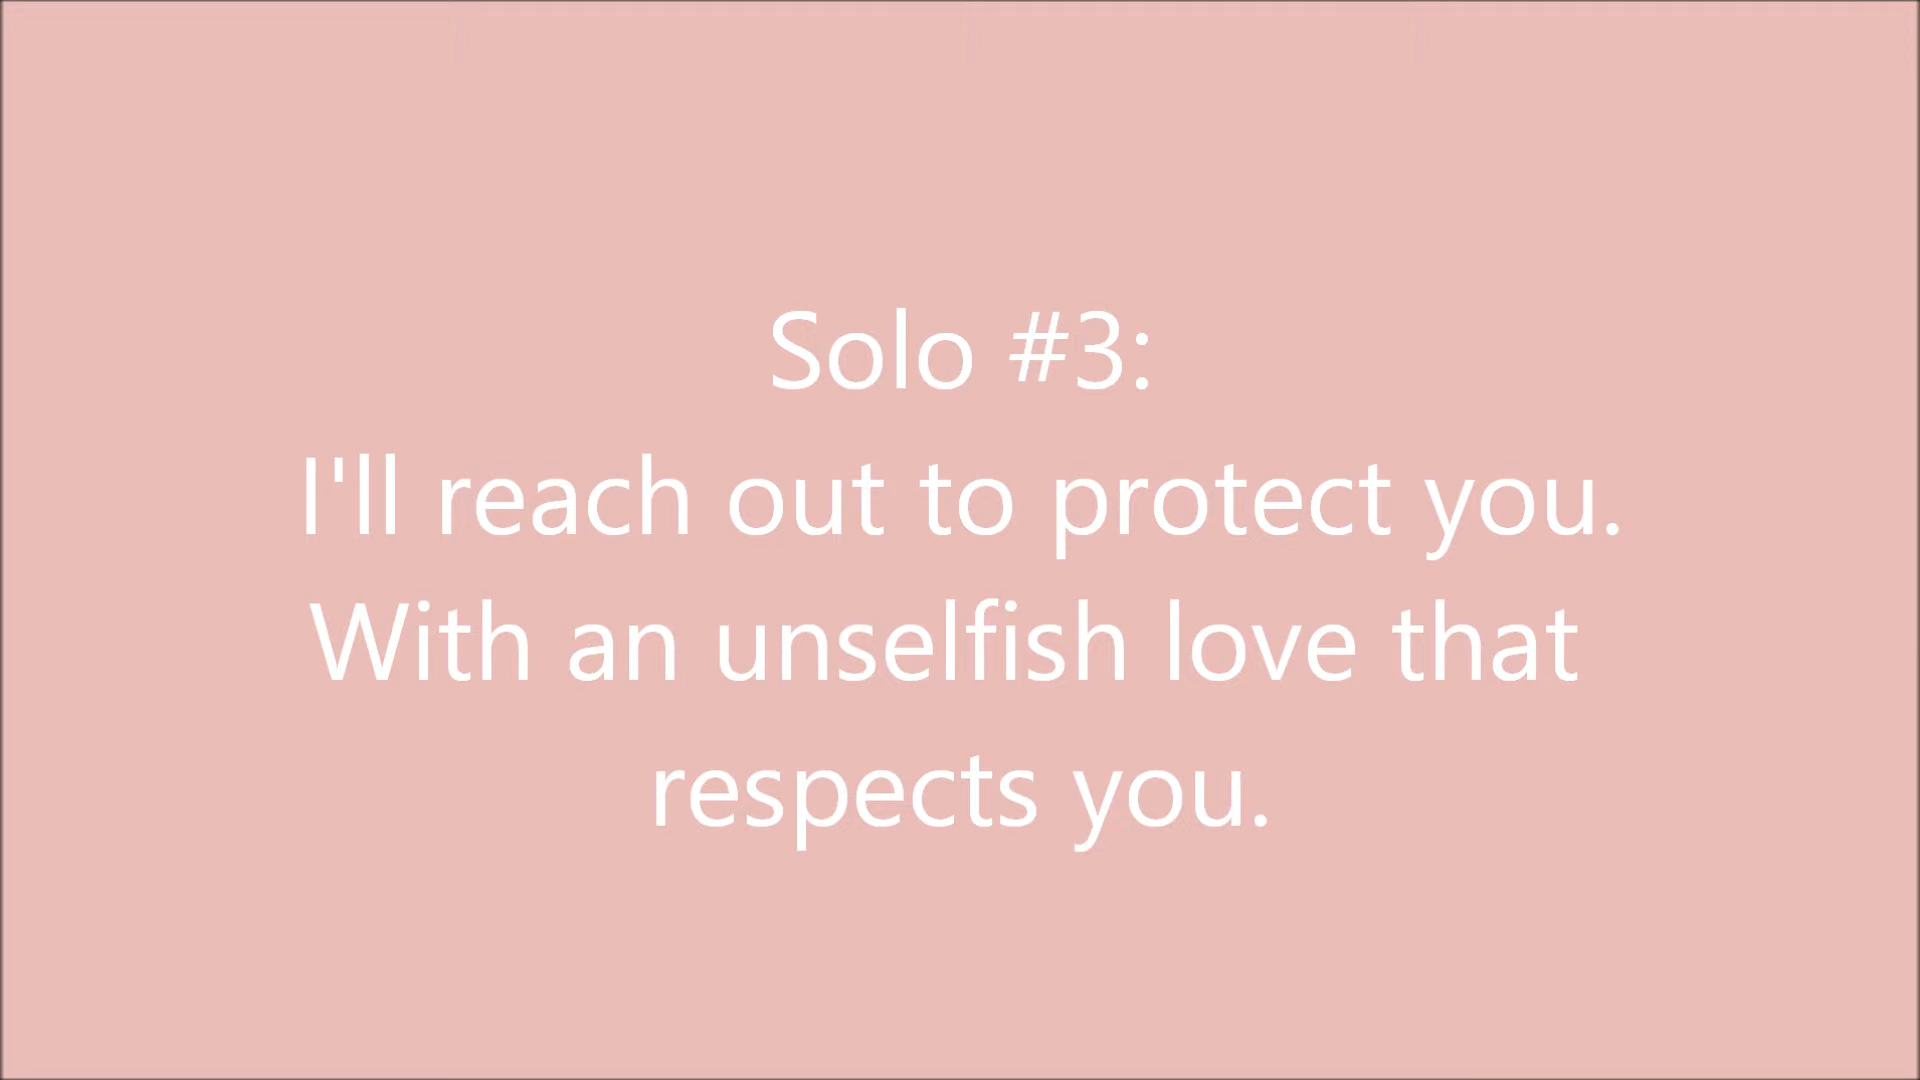 Solo #3:
I'll reach out to protect you.
With an unselfish love that
respects you.